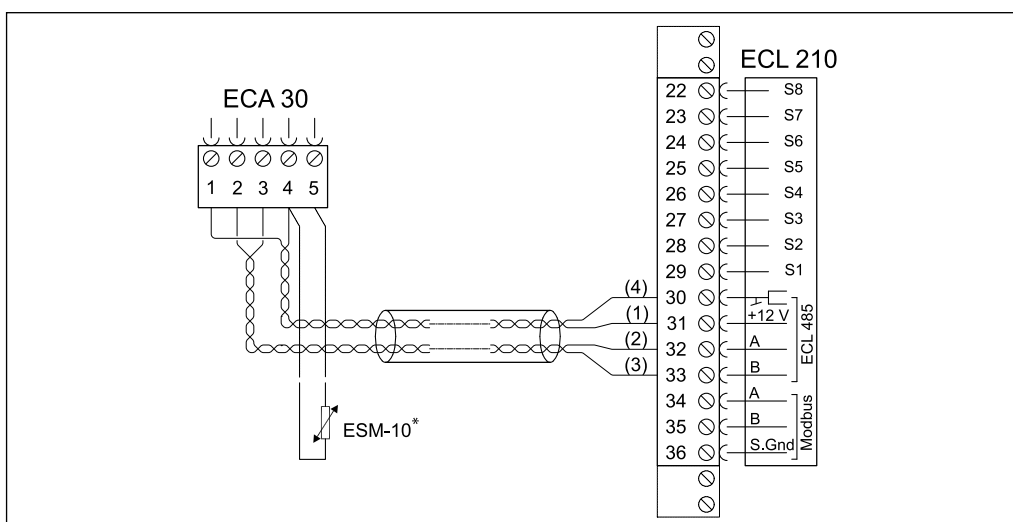 ECL 210
ECA 30
1 2 3 4 5
22 S8
23 S7
24 S6
25 S5
26 S4
27 S3
28 S2
29 S1
(4) 30
(1) 31 +12 V
(2) 32 A
(3) 33 B
ECL 485
34 A
35 B
36 S.Gnd
Modbus
ESM-10*